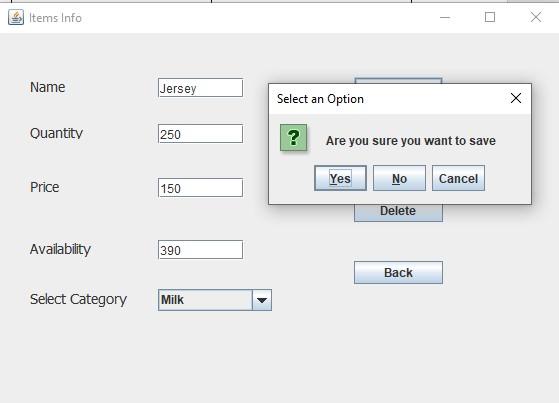 Items Info
Name Jersey
Select an Option
?
Are you sure you want to save
Yes No Cancel
Quantity 250
Price 150
Delete
Availability 390
Back
Select Category Milk